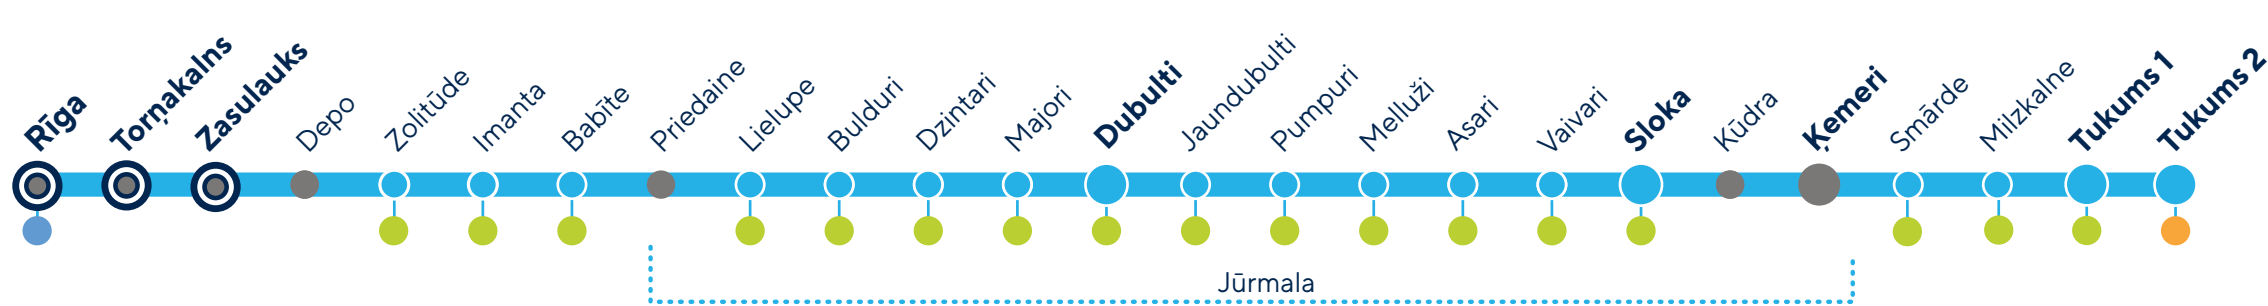 Rīga
Torņakalns
Zasulauks
Depo
Zolitūde
Imanta
Babīte
Priedaine
Lielupe
Bulduri
Dzintari
Majori
Dubulti
Jaundubulti
Pumpuri
Melluži
Asari
Vaivari
Sloka
Kūdra
Ķemeri
Smārde
Milzkalne
Tukums 1
Tukums 2
Jūrmala